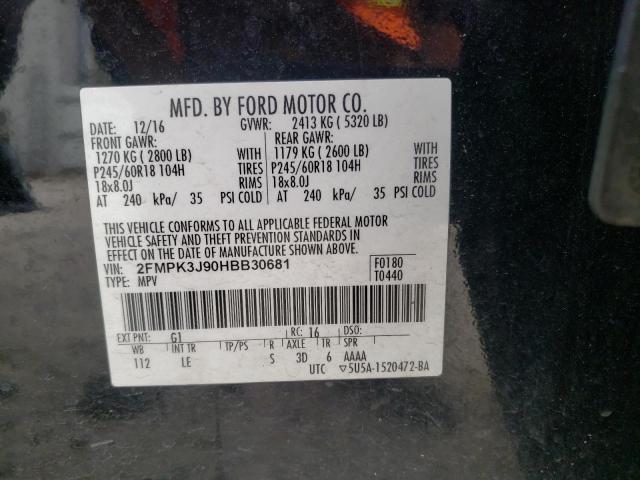 MFD. BY FORD MOTOR CO.
DATE: 12/16 GVWR: 2413 KG ( 5320 LB)
FRONT GAWR: REAR GAWR:
1270 KG ( 2800 LB) WITH 1179 KG ( 2600 LB) WITH
P245/60R18 104H TIRES P245/60R18 104H TIRES
18x8.0J RIMS 18x8.0J RIMS
AT 240 kPa/ 35 PSI COLD AT 240 kPa/ 35 PSI COLD
THIS VEHICLE CONFORMS TO ALL APPLICABLE FEDERAL MOTOR
VEHICLE SAFETY AND THEFT PREVENTION STANDARDS IN
EFFECT ON THE DATE OF MANUFACTURE SHOWN ABOVE.
VIN: 2FMPK3J90HBB30681 F0180
TYPE: MPV T0440
EXT PNT: G1 RC: 16 DSO:
WB INT TR TP/PS R AXLE TR SPR
112 LE S 3D 6 AAAA
UTC ▽5U5A-1520472-BA